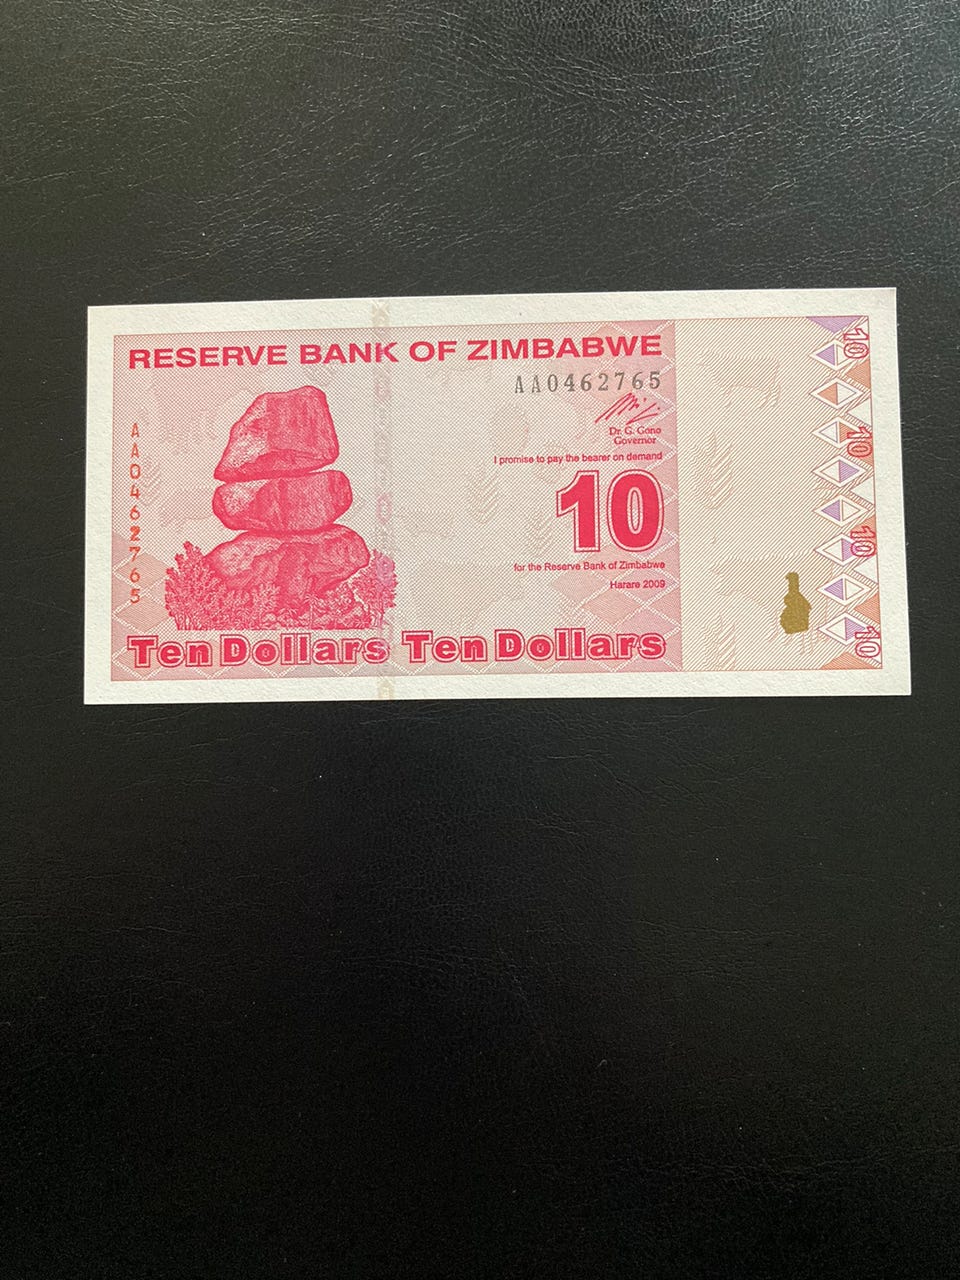 RESERVE BANK OF ZIMBABWE
AA0462765
Dr. G. Gono
Governor
I promise to pay the bearer on demand
10
for the Reserve Bank of Zimbabwe
Harare 2009
AA0462765
Ten Dollars Ten Dollars
10
10
10
10